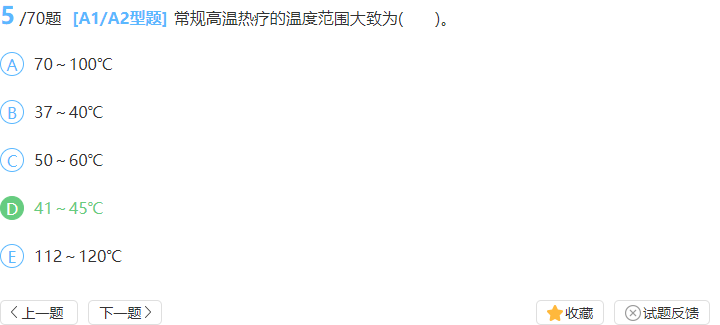 5 /70题 [A1/A2型题] 常规高温热疗的温度范围大致为(　　)。
A 70～100℃
B 37～40℃
C 50～60℃
D 41～45℃
E 112～120℃
上一题 下一题 收藏 试题反馈